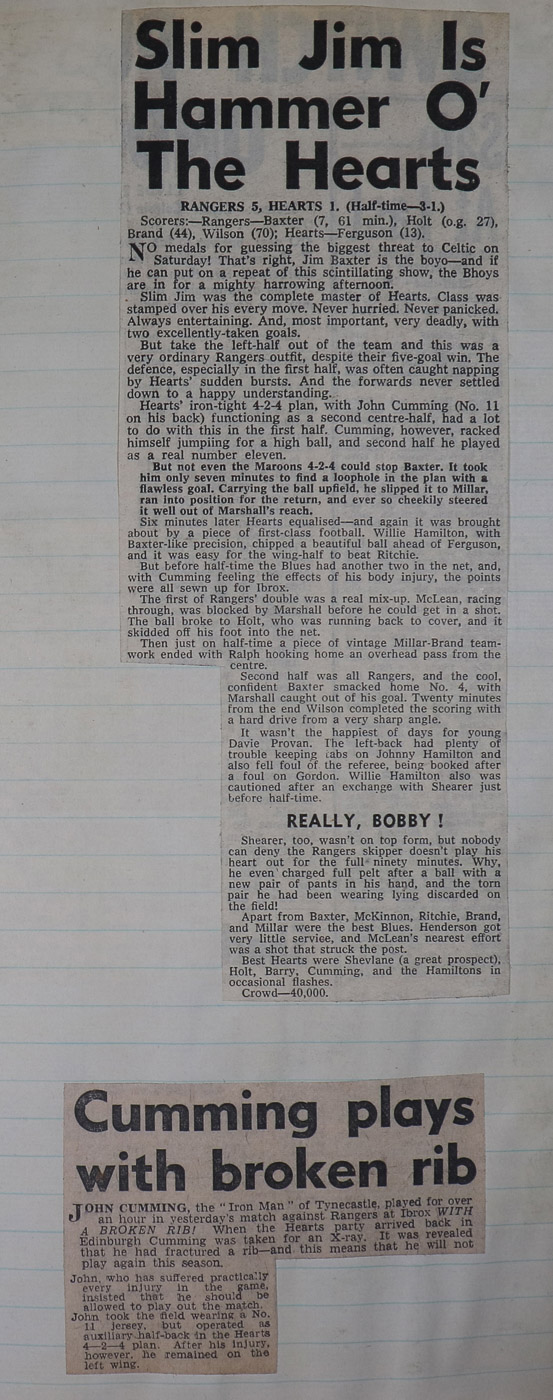 Slim Jim Is
Hammer O'
The Hearts
RANGERS 5, HEARTS 1. (Half-time—3-1.)
Scorers:—Rangers—Baxter (7, 61 min.), Holt (o.g. 27),
Brand (44), Wilson (70); Hearts—Ferguson (13).
NO medals for guessing the biggest threat to Celtic on
Saturday! That's right, Jim Baxter is the boyo—and if
he can put on a repeat of this scintillating show, the Bhoys
are in for a mighty harrowing afternoon.
Slim Jim was the complete master of Hearts. Class was
stamped over his every move. Never hurried. Never panicked.
Always entertaining. And, most important, very deadly, with
two excellently-taken goals.
But take the left-half out of the team and this was a
very ordinary Rangers outfit, despite their five-goal win. The
defence, especially in the first half, was often caught napping
by Hearts' sudden bursts. And the forwards never settled
down to a happy understanding.
Hearts' iron-tight 4-2-4 plan, with John Cumming (No. 11
on his back) functioning as a second centre-half, had a lot
to do with this in the first half. Cumming, however, racked
himself jumpiing for a high ball, and second half he played
as a real number eleven.
But not even the Maroons 4-2-4 could stop Baxter. It took
him only seven minutes to find a loophole in the plan with a
flawless goal. Carrying the ball upfield, he slipped it to Millar,
ran into position for the return, and ever so cheekily steered
it well out of Marshall's reach.
Six minutes later Hearts equalised—and again it was brought
about by a piece of first-class football. Willie Hamilton, with
Baxter-like precision, chipped a beautiful ball ahead of Ferguson,
and it was easy for the wing-half to beat Ritchie.
But before half-time the Blues had another two in the net, and,
with Cumming feeling the effects of his body injury, the points
were all sewn up for Ibrox.
The first of Rangers' double was a real mix-up. McLean, racing
through, was blocked by Marshall before he could get in a shot.
The ball broke to Holt, who was running back to cover, and it
skidded off his foot into the net.
Then just on half-time a piece of vintage Millar-Brand team-
work ended with Ralph hooking home an overhead pass from the
centre.
Second half was all Rangers, and the cool,
confident Baxter smacked home No. 4, with
Marshall caught out of his goal. Twenty minutes
from the end Wilson completed the scoring with
a hard drive from a very sharp angle.
It wasn't the happiest of days for young
Davie Provan. The left-back had plenty of
trouble keeping tabs on Johnny Hamilton and
also fell foul of the referee, being booked after
a foul on Gordon. Willie Hamilton also was
cautioned after an exchange with Shearer just
before half-time.
REALLY, BOBBY !
Shearer, too, wasn't on top form, but nobody
can deny the Rangers skipper doesn't play his
heart out for the full ninety minutes. Why,
he even charged full pelt after a ball with a
new pair of pants in his hand, and the torn
pair he had been wearing lying discarded on
the field!
Apart from Baxter, McKinnon, Ritchie, Brand,
and Millar were the best Blues. Henderson got
very little service, and McLean's nearest effort
was a shot that struck the post.
Best Hearts were Shevlane (a great prospect),
Holt, Barry, Cumming, and the Hamiltons in
occasional flashes.
Crowd—40,000.
Cumming plays
with broken rib
JOHN CUMMING, the "Iron Man" of Tynecastle, played for over
an hour in yesterday's match against Rangers at Ibrox WITH
A BROKEN RIB! When the Hearts party arrived back in
Edinburgh Cumming was taken for an X-ray. It was revealed
that he had fractured a rib—and this means that he will not
play again this season.
John, who has suffered practically
every injury in the game,
insisted that he should be
allowed to play out the match.
John took the field wearing a No.
11 jersey, but operated as
auxiliary half-back in the Hearts
4—2—4 plan. After his injury,
however, he remained on the
left wing.